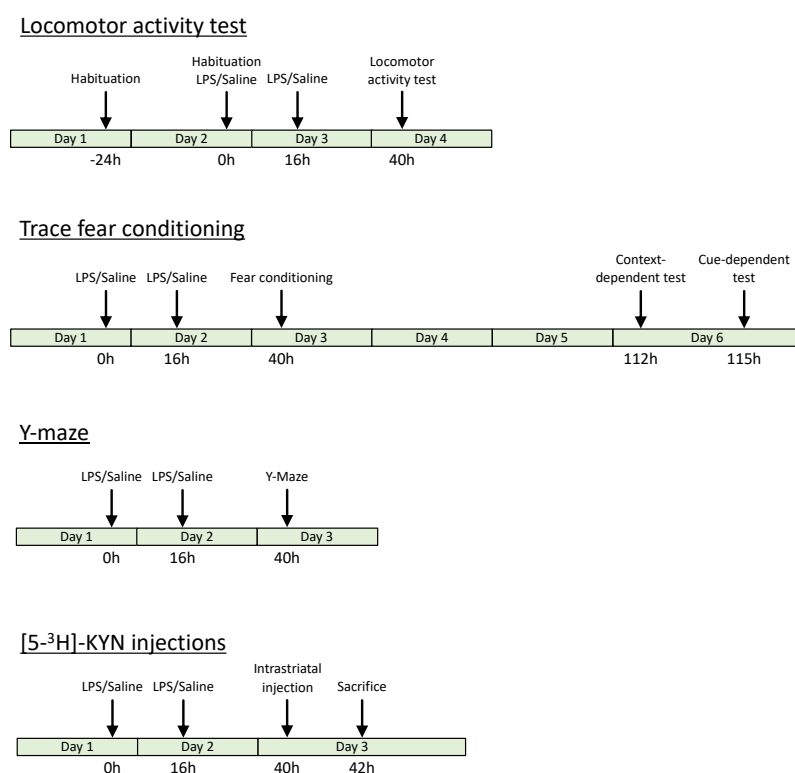 Locomotor activity test
Habituation Locomotor
Habituation LPS/Saline LPS/Saline activity test
Day 1 Day 2 Day 3 Day 4
-24h 0h 16h 40h
Trace fear conditioning
Context- Cue-dependent
LPS/Saline LPS/Saline Fear conditioning dependent test test
Day 1 Day 2 Day 3 Day 4 Day 5 Day 6
0h 16h 40h 112h 115h
Y-maze
LPS/Saline LPS/Saline Y-Maze
Day 1 Day 2 Day 3
0h 16h 40h
[5-³H]-KYN injections
Intrastriatal
LPS/Saline LPS/Saline injection Sacrifice
Day 1 Day 2 Day 3
0h 16h 40h 42h